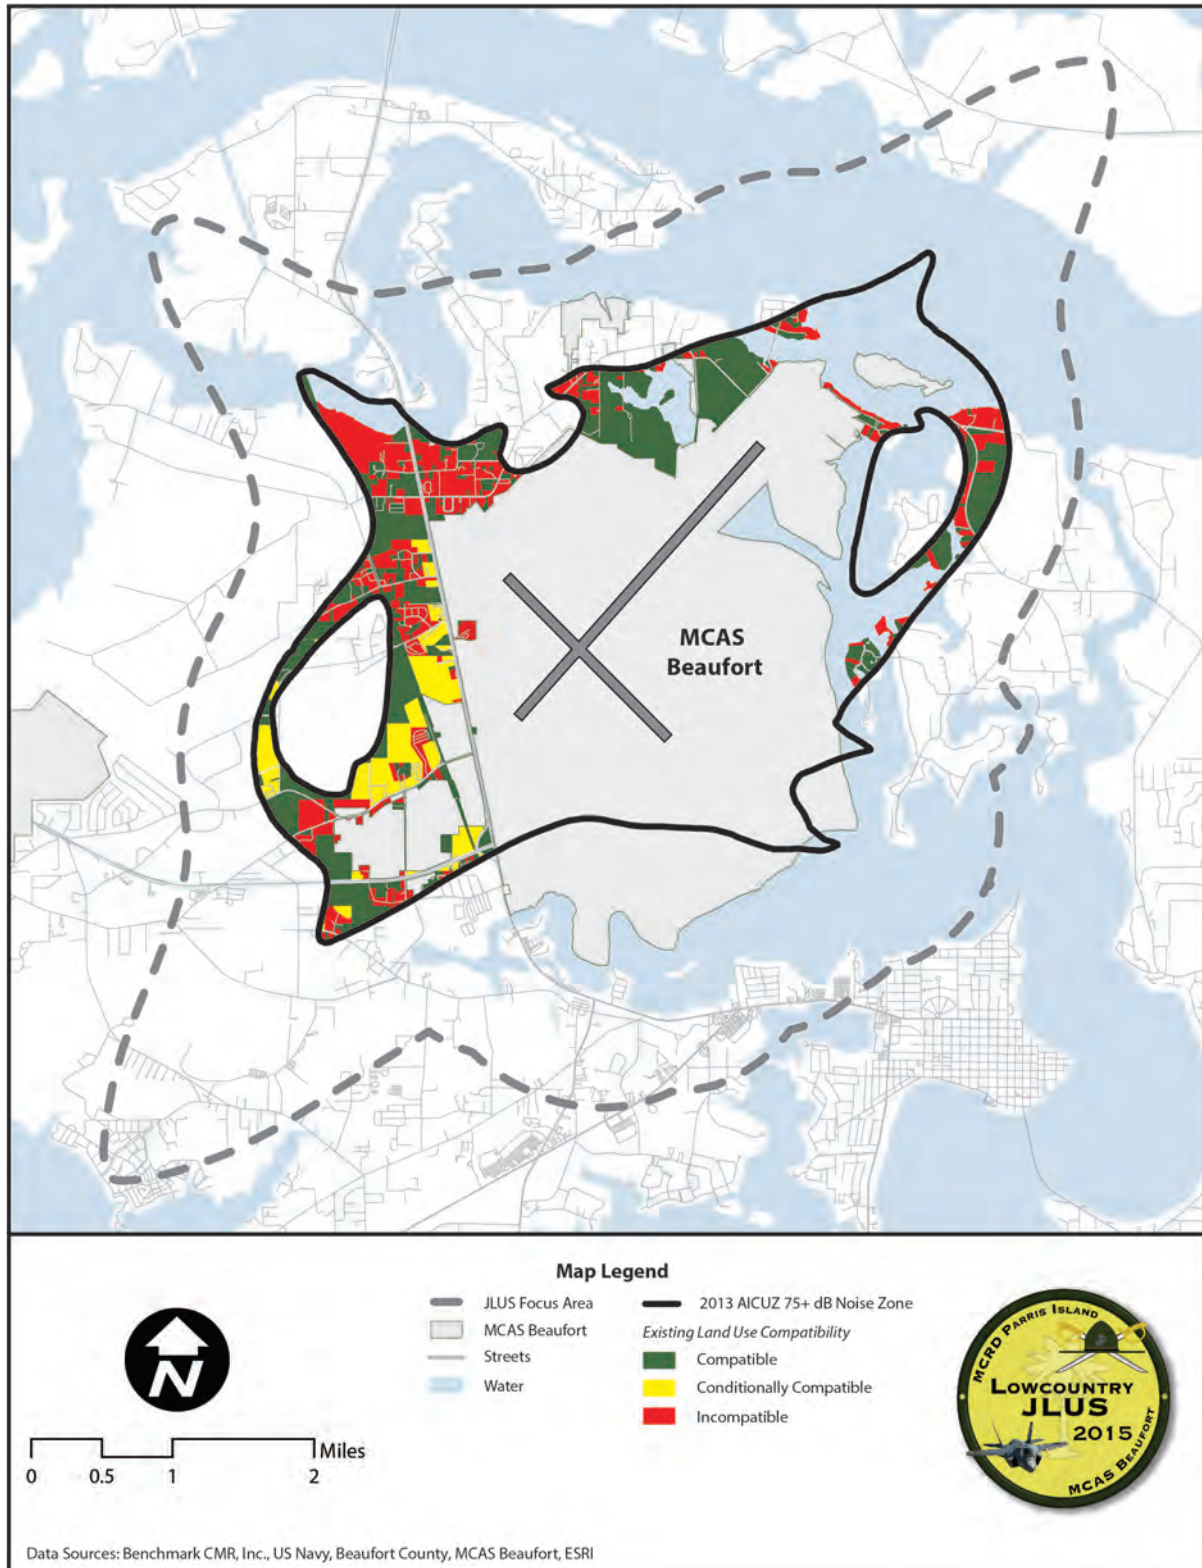 MCAS
Beaufort
Map Legend
JLUS Focus Area
MCAS Beaufort
Streets
Water
2013 AICUZ 75+ dB Noise Zone
Existing Land Use Compatibility
Compatible
Conditionally Compatible
Incompatible
N
Miles
0 0.5 1 2
MCRD PARRIS ISLAND
LOWCOUNTRY
JLUS
2015
MCAS BEAUFORT
Data Sources: Benchmark CMR, Inc., US Navy, Beaufort County, MCAS Beaufort, ESRI